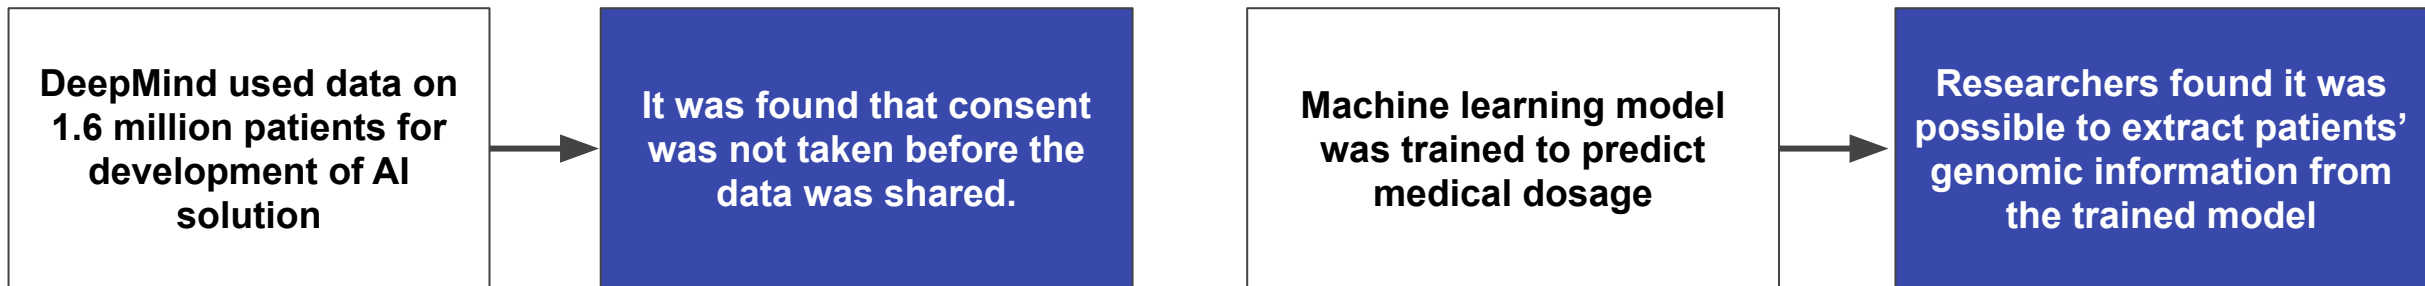 DeepMind used data on
1.6 million patients for
development of AI
solution
It was found that consent
was not taken before the
data was shared.
Machine learning model
was trained to predict
medical dosage
Researchers found it was
possible to extract patients’
genomic information from
the trained model